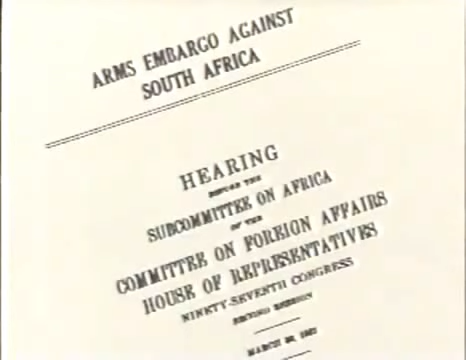 ARMS EMBARGO AGAINST
SOUTH AFRICA
HEARING
BEFORE THE
SUBCOMMITTEE ON AFRICA
OF THE
COMMITTEE ON FOREIGN AFFAIRS
HOUSE OF REPRESENTATIVES
NINETY-SEVENTH CONGRESS
SECOND SESSION
MARCH